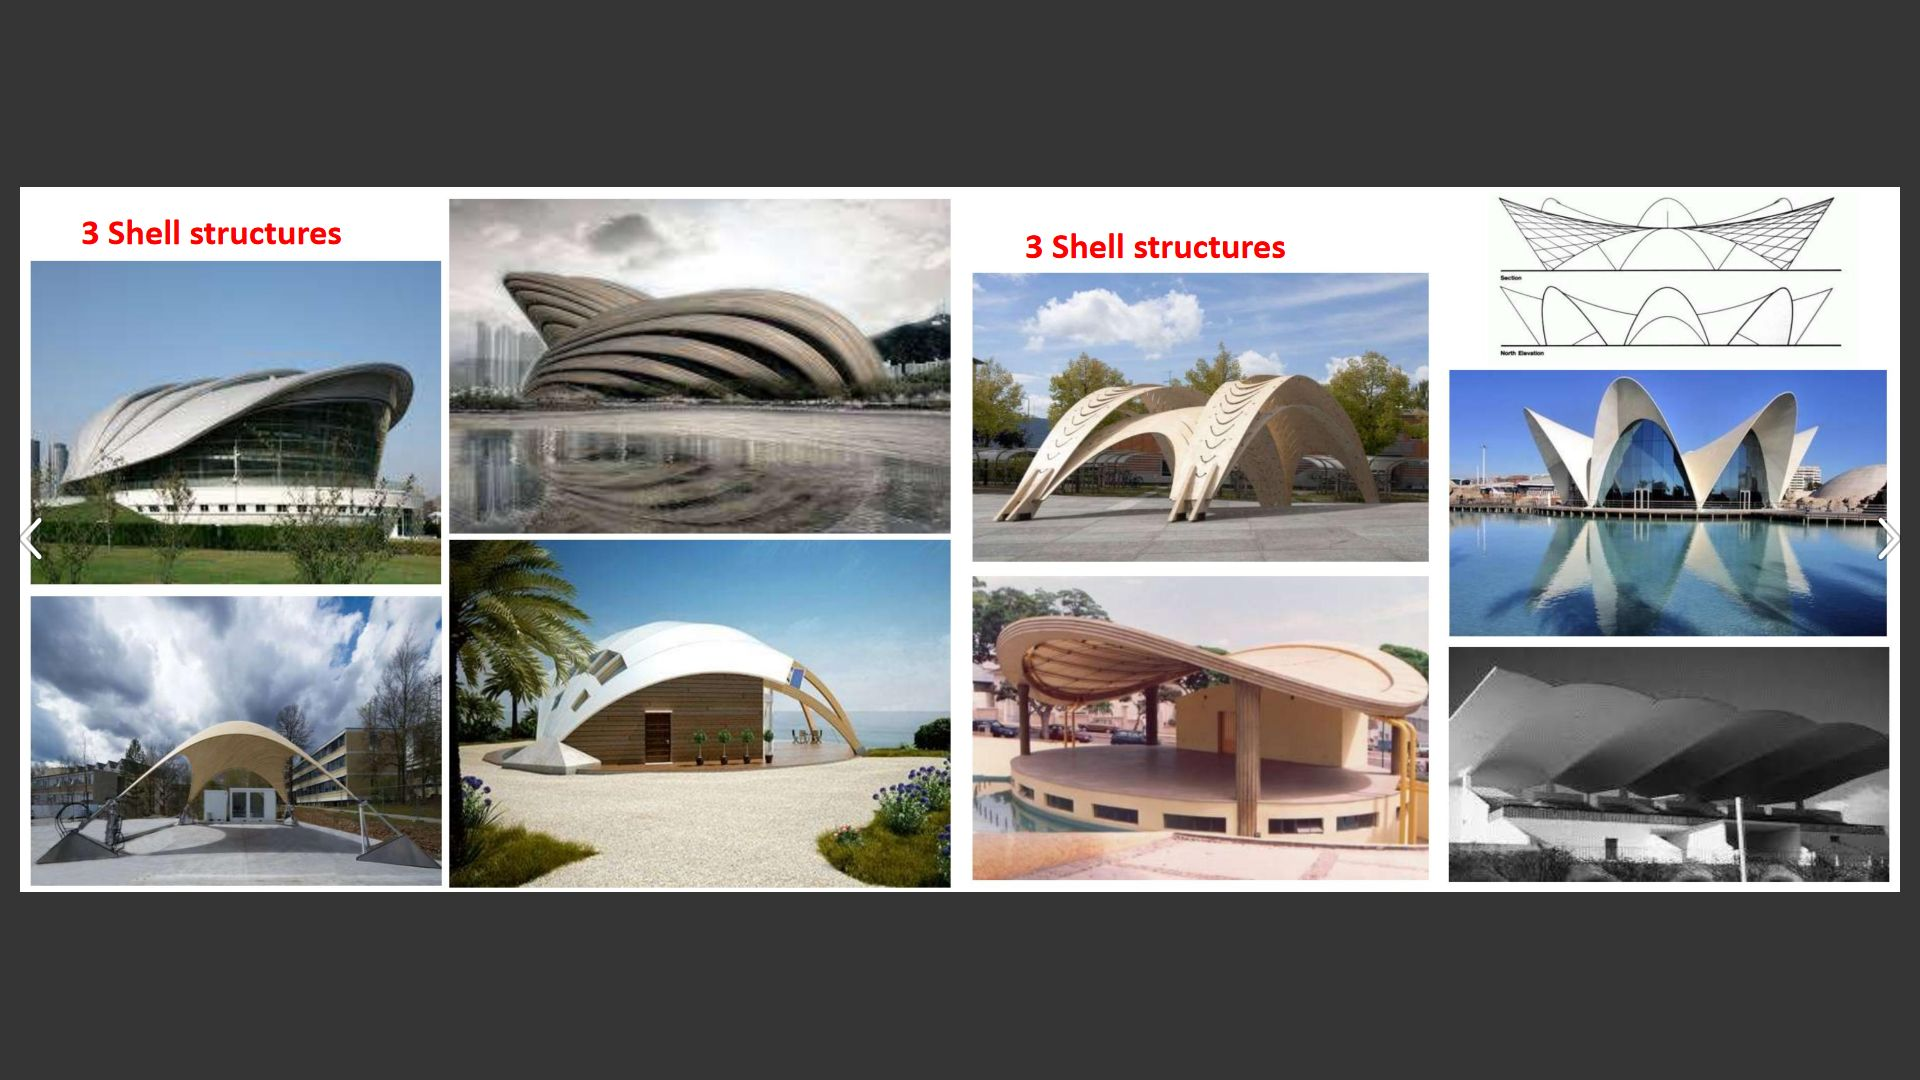 3 Shell structures
3 Shell structures
Section
North Elevation